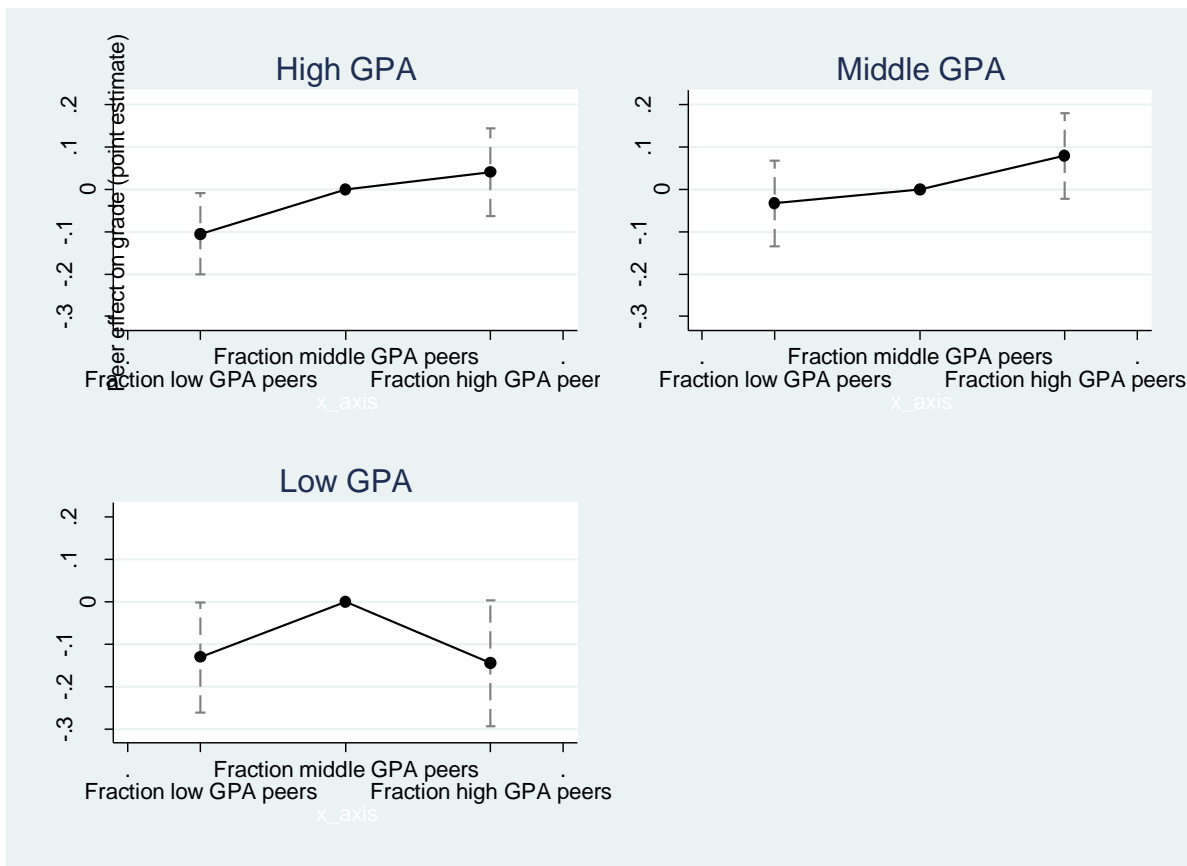 High GPA
Peer effect on grade (point estimate)
.2
.1
0
-.1
-.2
-.3
. Fraction middle GPA peers .
Fraction low GPA peers Fraction high GPA peer
x_axis
Middle GPA
.2
.1
0
-.1
-.2
-.3
. Fraction middle GPA peers .
Fraction low GPA peers Fraction high GPA peers
x_axis
Low GPA
.2
.1
0
-.1
-.2
-.3
. Fraction middle GPA peers .
Fraction low GPA peers Fraction high GPA peers
x_axis